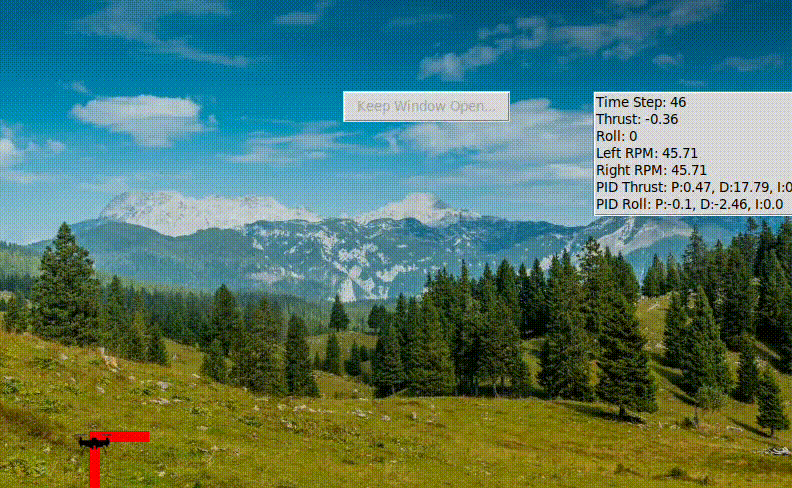 Keep Window Open...
Time Step: 46
Thrust: -0.36
Roll: 0
Left RPM: 45.71
Right RPM: 45.71
PID Thrust: P:0.47, D:17.79, I:0
PID Roll: P:-0.1, D:-2.46, I:0.0